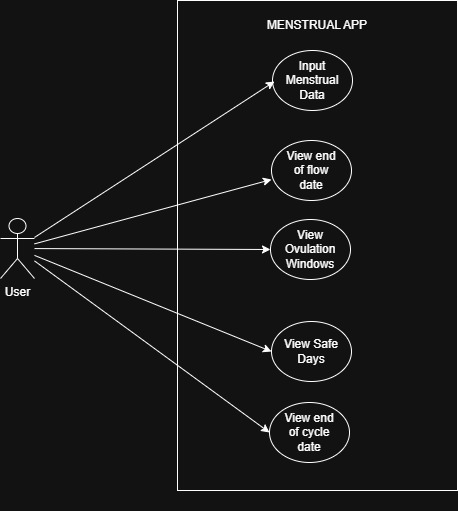 MENSTRUAL APP
Input
Menstrual
Data
View end
of flow
date
View
Ovulation
Windows
User
View Safe
Days
View end
of cycle
date